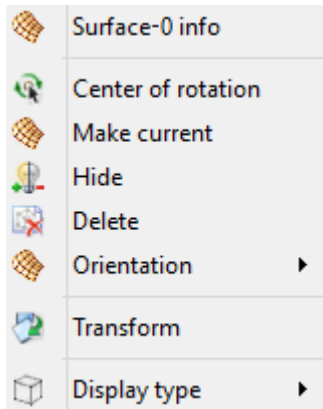 Surface-0 info
Center of rotation
Make current
Hide
Delete
Orientation
Transform
Display type